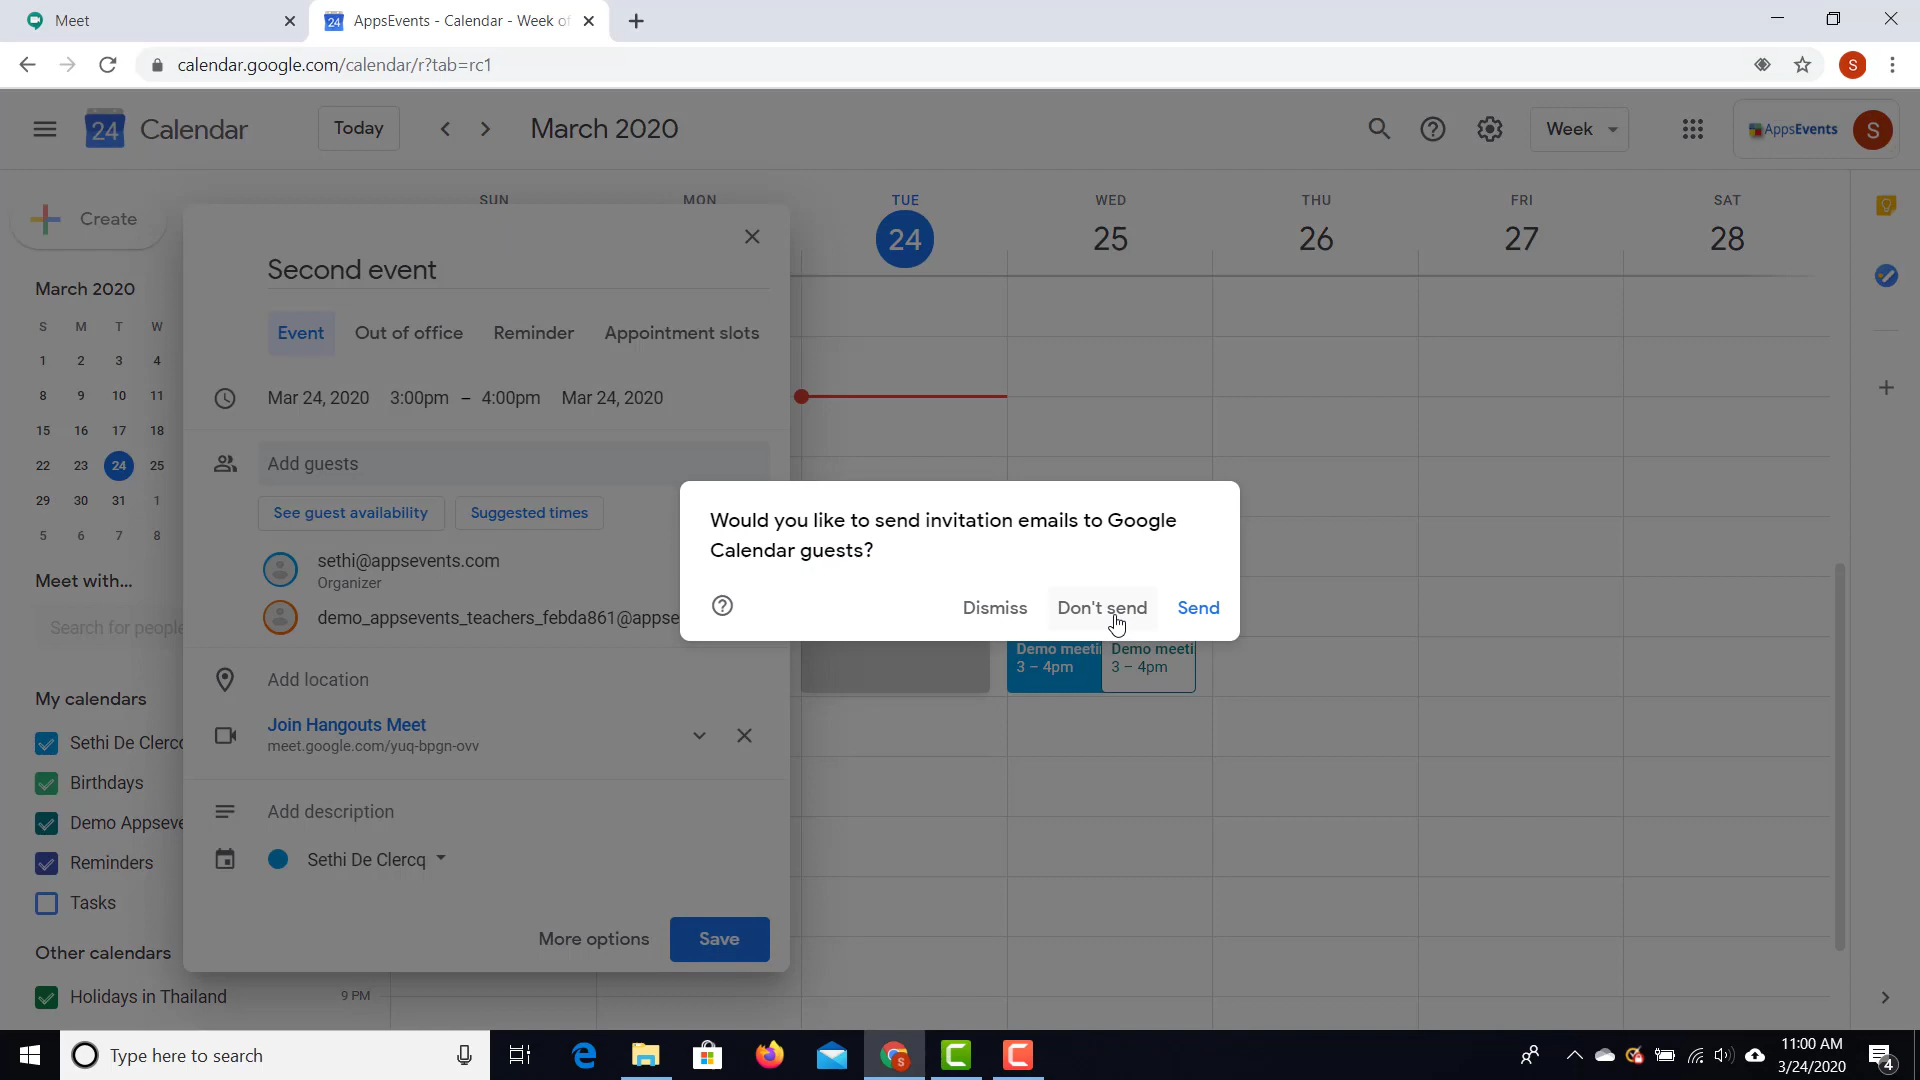 Meet
AppsEvents - Calendar - Week of
calendar.google.com/calendar/r?tab=rc1
S
24
Calendar
Today
March 2020
Week
AppsEvents
S
Create
SUN
MON
TUE
24
WED
25
THU
26
FRI
27
SAT
28
March 2020
S M T W
1 2 3 4
8 9 10 11
15 16 17 18
22 23 24 25
29 30 31 1
5 6 7 8
Meet with...
Search for people
My calendars
Sethi De Clercq
Birthdays
Demo Appseve
Reminders
Tasks
Other calendars
Holidays in Thailand
9 PM
Second event
Event
Out of office
Reminder
Appointment slots
Mar 24, 2020 3:00pm – 4:00pm Mar 24, 2020
Add guests
See guest availability
Suggested times
sethi@appsevents.com
Organizer
demo_appsevents_teachers_febda861@appse
Add location
Join Hangouts Meet
meet.google.com/yuq-bpgn-ovv
Add description
Sethi De Clercq
More options
Save
Would you like to send invitation emails to Google
Calendar guests?
Dismiss
Don't send
Send
Demo meeti
3 – 4pm
Demo meeti
3 – 4pm
Type here to search
11:00 AM
3/24/2020
4